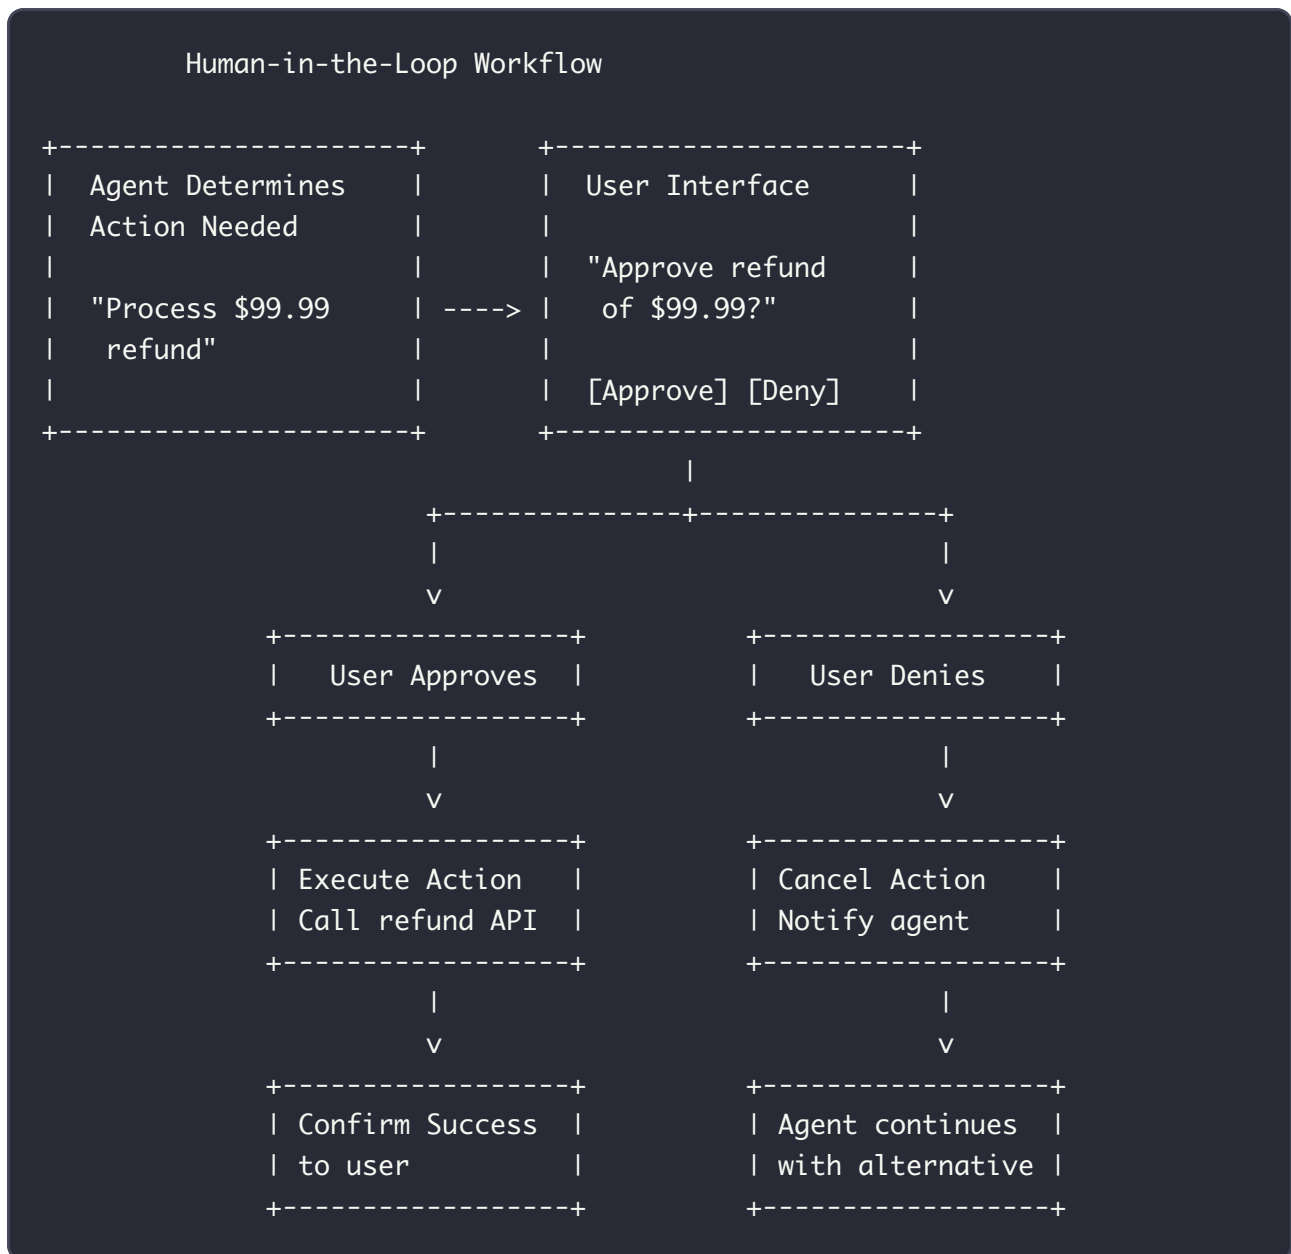 Human-in-the-Loop Workflow
+----------------------+       +----------------------+
|  Agent Determines    |       |  User Interface      |
|  Action Needed       |       |                      |
|                      |       |  "Approve refund     |
|  "Process $99.99     | ----> |   of $99.99?"        |
|   refund"            |       |                      |
|                      |       |  [Approve] [Deny]    |
+----------------------+       +----------------------+
                                        |
                        +---------------+---------------+
                        |                               |
                        v                               v
              +------------------+          +------------------+
              |   User Approves  |          |   User Denies    |
              +------------------+          +------------------+
                        |                               |
                        v                               v
              +------------------+          +------------------+
              | Execute Action   |          | Cancel Action    |
              | Call refund API  |          | Notify agent     |
              +------------------+          +------------------+
                        |                               |
                        v                               v
              +------------------+          +------------------+
              | Confirm Success  |          | Agent continues  |
              | to user          |          | with alternative |
              +------------------+          +------------------+